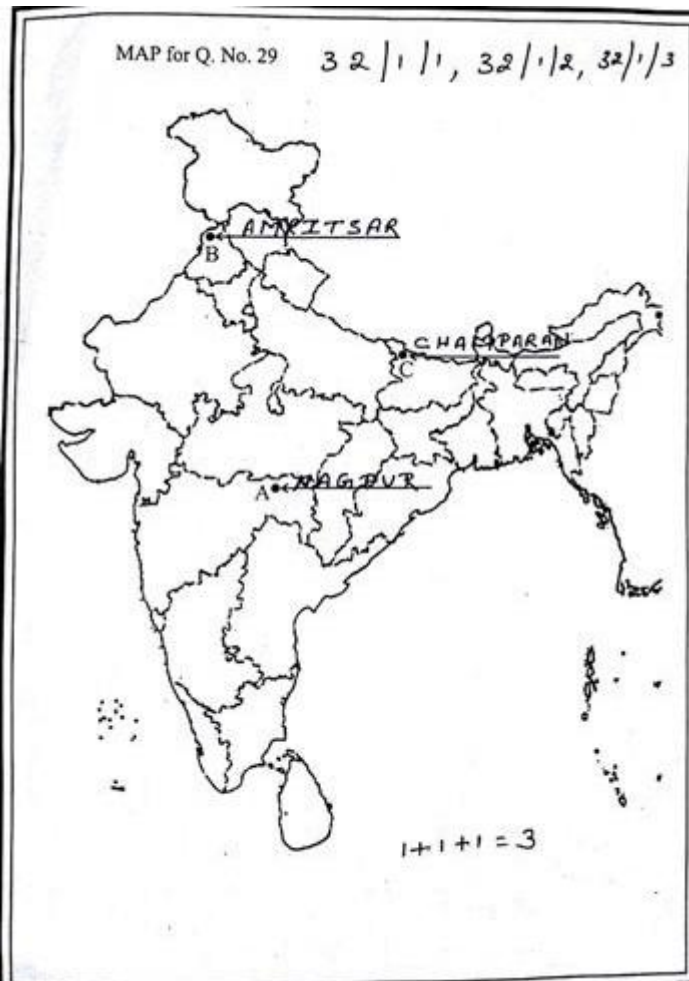 MAP for Q. No. 29 32/1/1, 32/1/2, 32/1/3
AMRITSAR
B
CHAMPARAN
C
NAGPUR
A
1+1+1=3